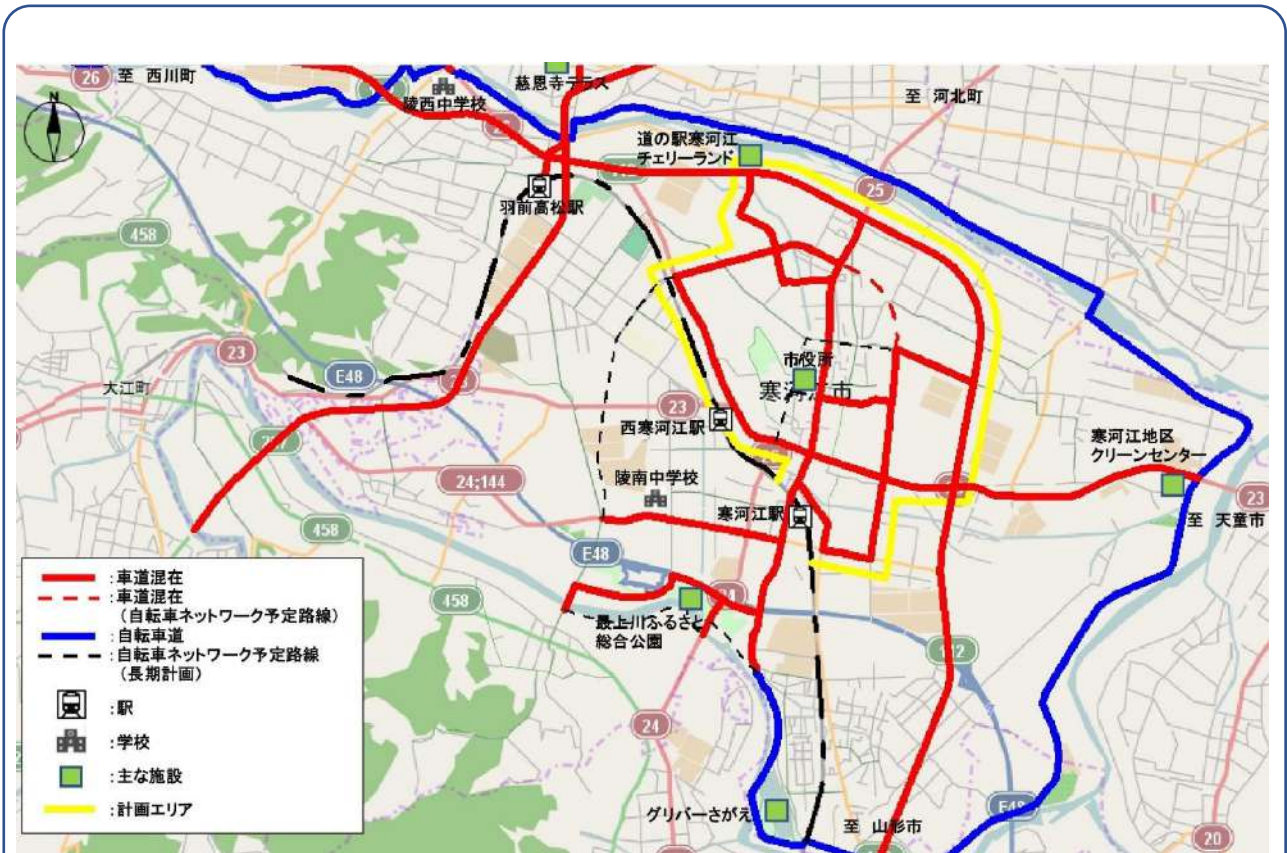 26
至 西川町
慈恩寺テラス
陵西中学校
至 河北町
N
道の駅寒河江
チェリーランド
25
羽前高松駅
458
23
E48
大江町
市役所
寒河江市
23
西寒河江駅
寒河江地区
クリーンセンター
24;144
陵南中学校
寒河江駅
23
至 天童市
458
E48
458
最上川ふるさと
総合公園
24
グリバーさがえ
至 山形市
E48
20
:車道混在
:車道混在
(自転車ネットワーク予定路線)
:自転車道
:自転車ネットワーク予定路線
(長期計画)
:駅
:学校
:主な施設
:計画エリア